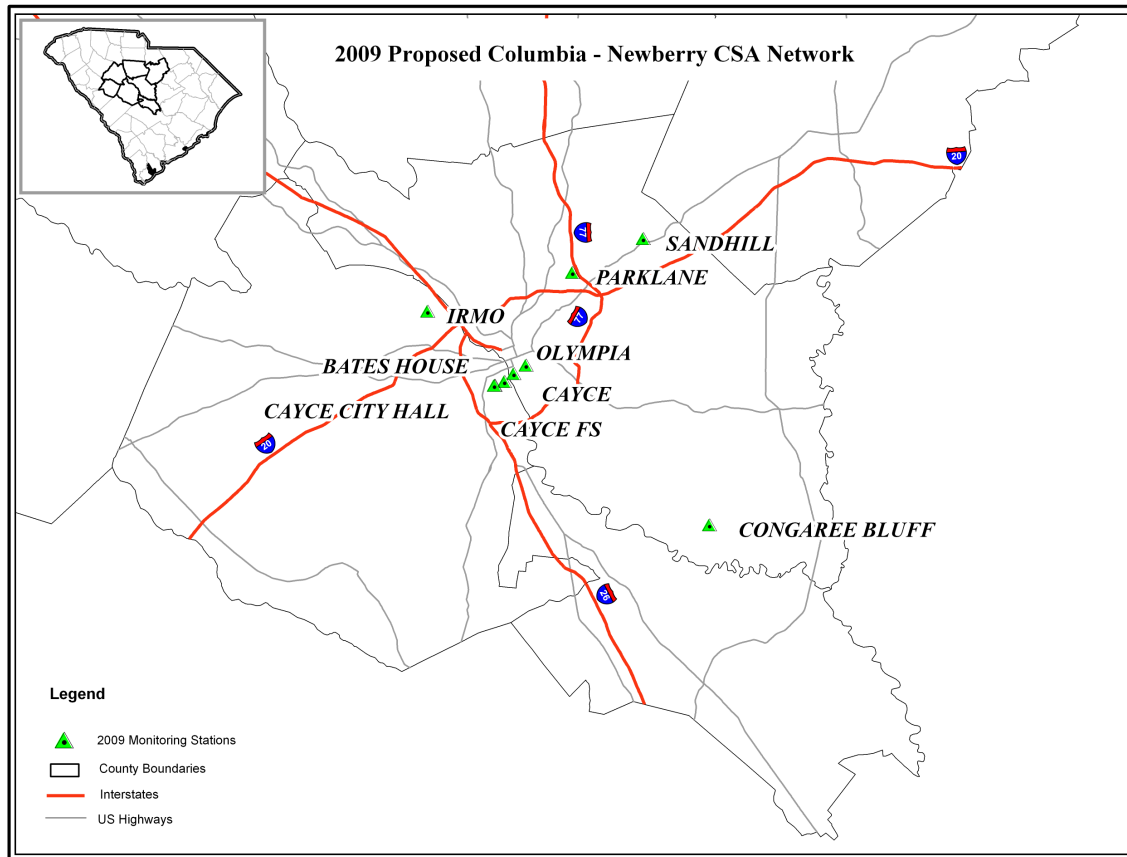 2009 Proposed Columbia - Newberry CSA Network
20
77
SANDHILL
PARKLANE
77
IRMO
OLYMPIA
BATES HOUSE
CAYCE
CAYCE CITY HALL
CAYCE FS
20
CONGAREE BLUFF
26
Legend
2009 Monitoring Stations
County Boundaries
Interstates
US Highways